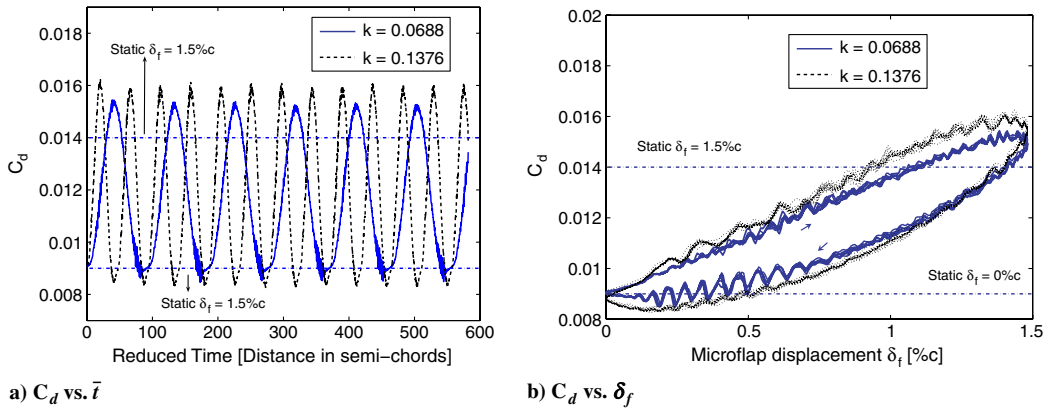 0.019
0.018
0.016
0.014
0.012
0.01
0.008
C_d
Static δ_f = 1.5%c
k = 0.0688
k = 0.1376
Static δ_f = 1.5%c
0 100 200 300 400 500 600
Reduced Time [Distance in semi−chords]
a) C_d vs. t̄
0.02
0.018
0.016
0.014
0.012
0.01
0.008
C_d
k = 0.0688
k = 0.1376
Static δ_f = 1.5%c
Static δ_f = 0%c
0 0.5 1 1.5
Microflap displacement δ_f [%c]
b) C_d vs. δ_f